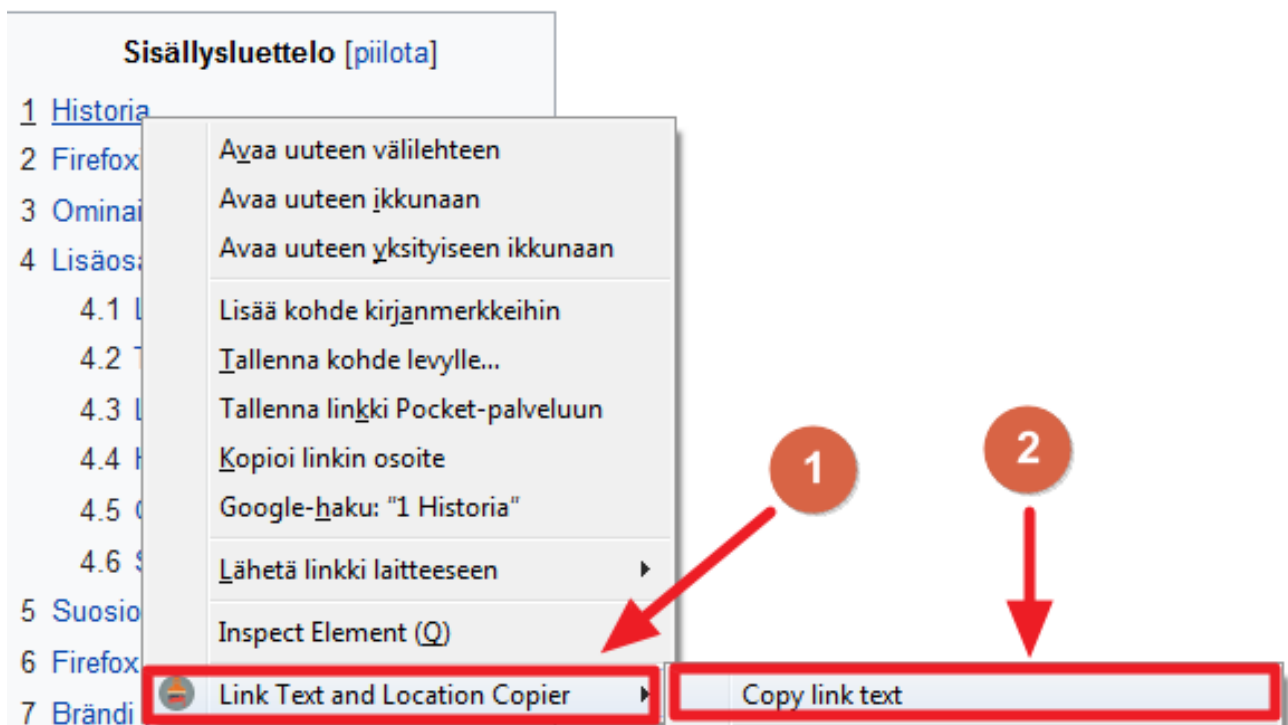 Sisällysluettelo [piilota]
1 Historia
2 Firefox
3 Ominai
4 Lisäosa
4.1
4.2
4.3
4.4
4.5
4.6
5 Suosio
6 Firefox
7 Brändi
Avaa uuteen välilehteen
Avaa uuteen ikkunaan
Avaa uuteen yksityiseen ikkunaan
Lisää kohde kirjanmerkkeihin
Tallenna kohde levylle...
Tallenna linkki Pocket-palveluun
Kopioi linkin osoite
Google-haku: "1 Historia"
Lähetä linkki laitteeseen
Inspect Element (Q)
Link Text and Location Copier
Copy link text
1
2